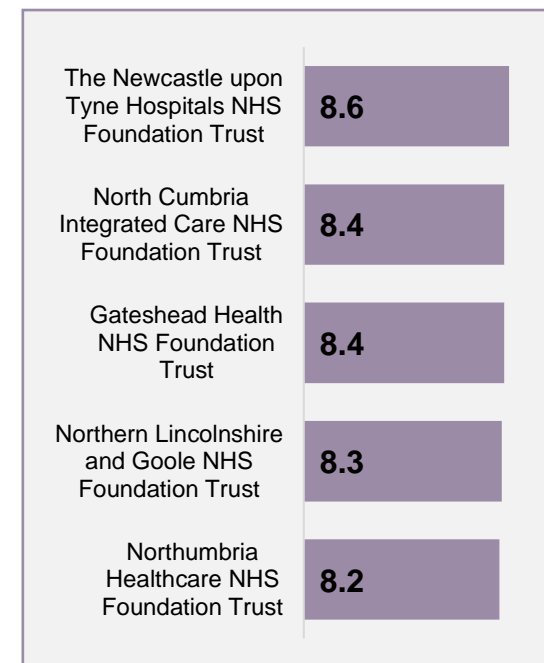 The Newcastle upon
Tyne Hospitals NHS
Foundation Trust
8.6
North Cumbria
Integrated Care NHS
Foundation Trust
8.4
Gateshead Health
NHS Foundation
Trust
8.4
Northern Lincolnshire
and Goole NHS
Foundation Trust
8.3
Northumbria
Healthcare NHS
Foundation Trust
8.2